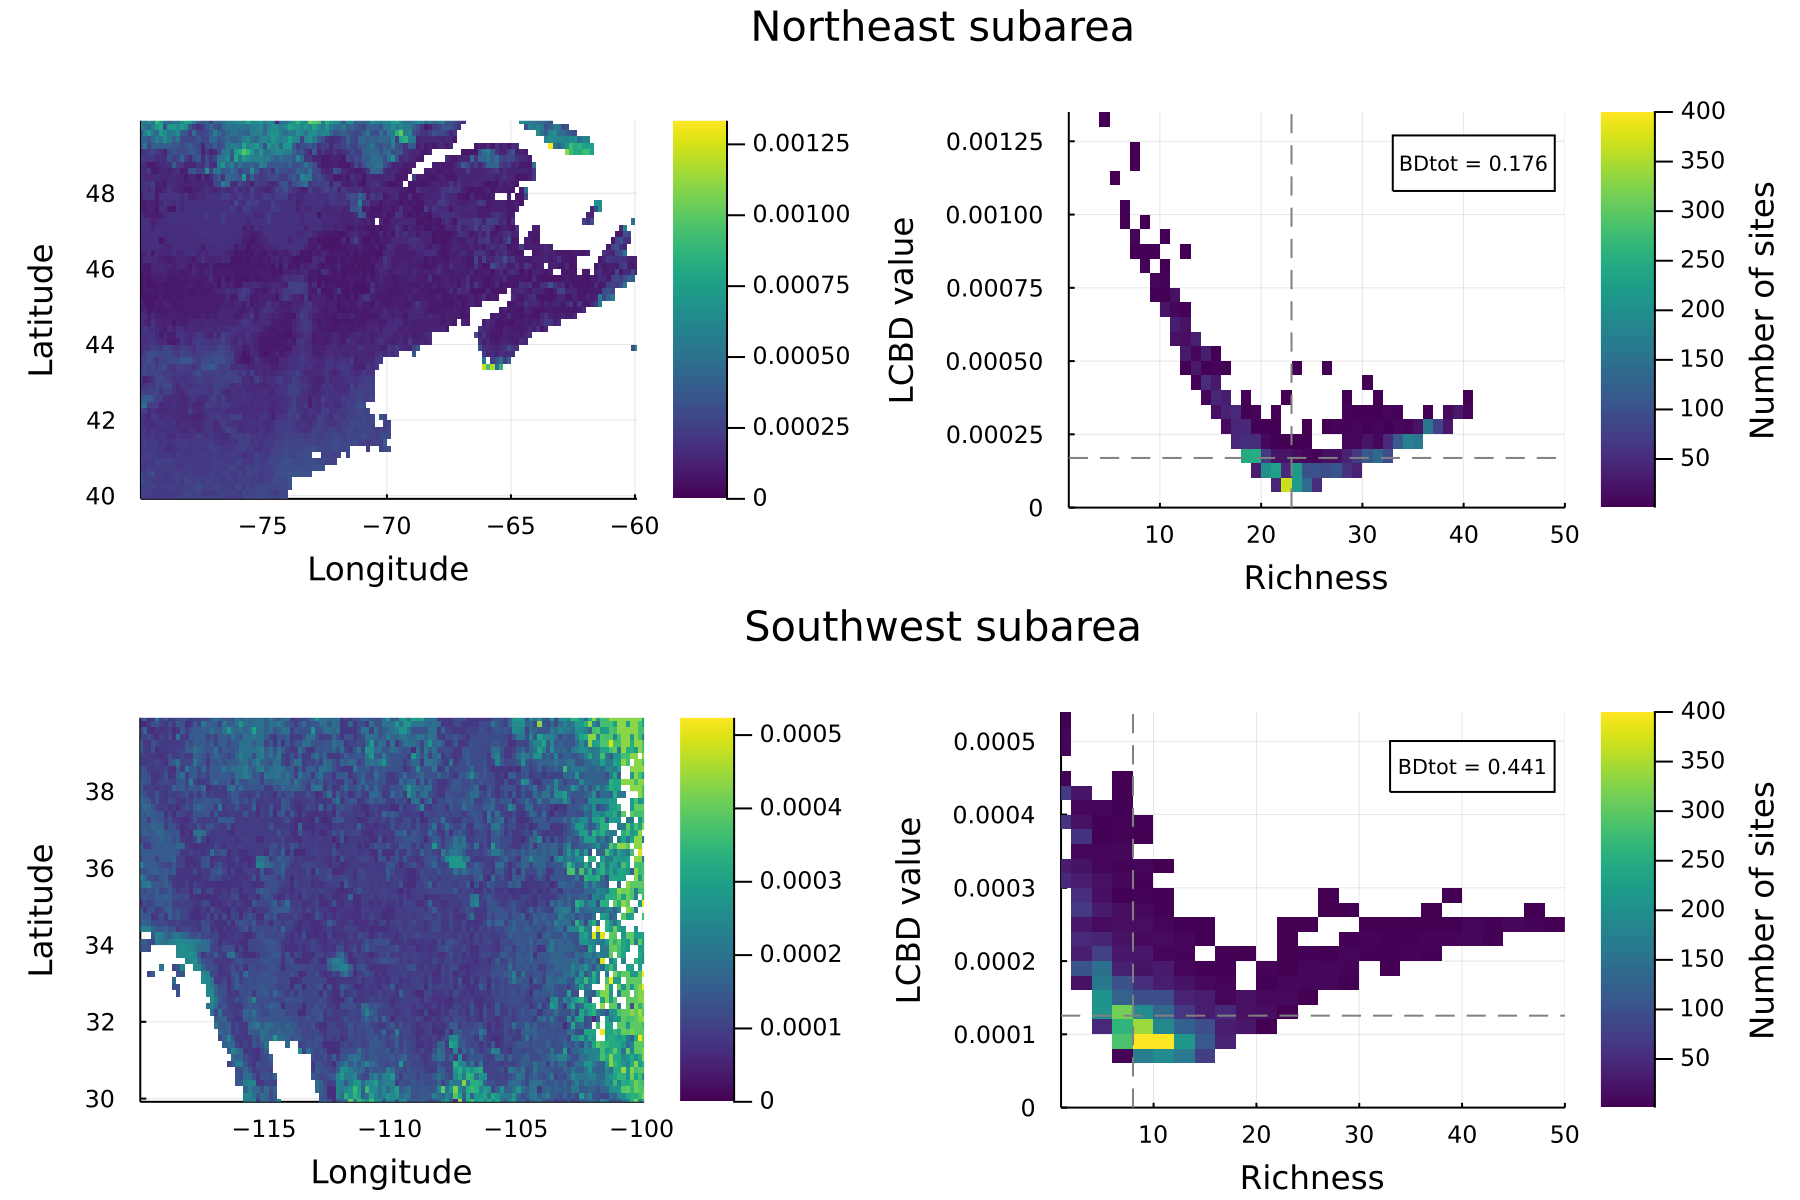 Northeast subarea
48
46
44
42
40
−75 −70 −65 −60
Latitude
Longitude
0.00125
0.00100
0.00075
0.00050
0.00025
0
0.00125
0.00100
0.00075
0.00050
0.00025
0
10 20 30 40 50
LCBD value
Richness
BDtot = 0.176
400
350
300
250
200
150
100
50
Number of sites
Southwest subarea
38
36
34
32
30
−115 −110 −105 −100
Latitude
Longitude
0.0005
0.0004
0.0003
0.0002
0.0001
0
0.0005
0.0004
0.0003
0.0002
0.0001
0
10 20 30 40 50
LCBD value
Richness
BDtot = 0.441
400
350
300
250
200
150
100
50
Number of sites